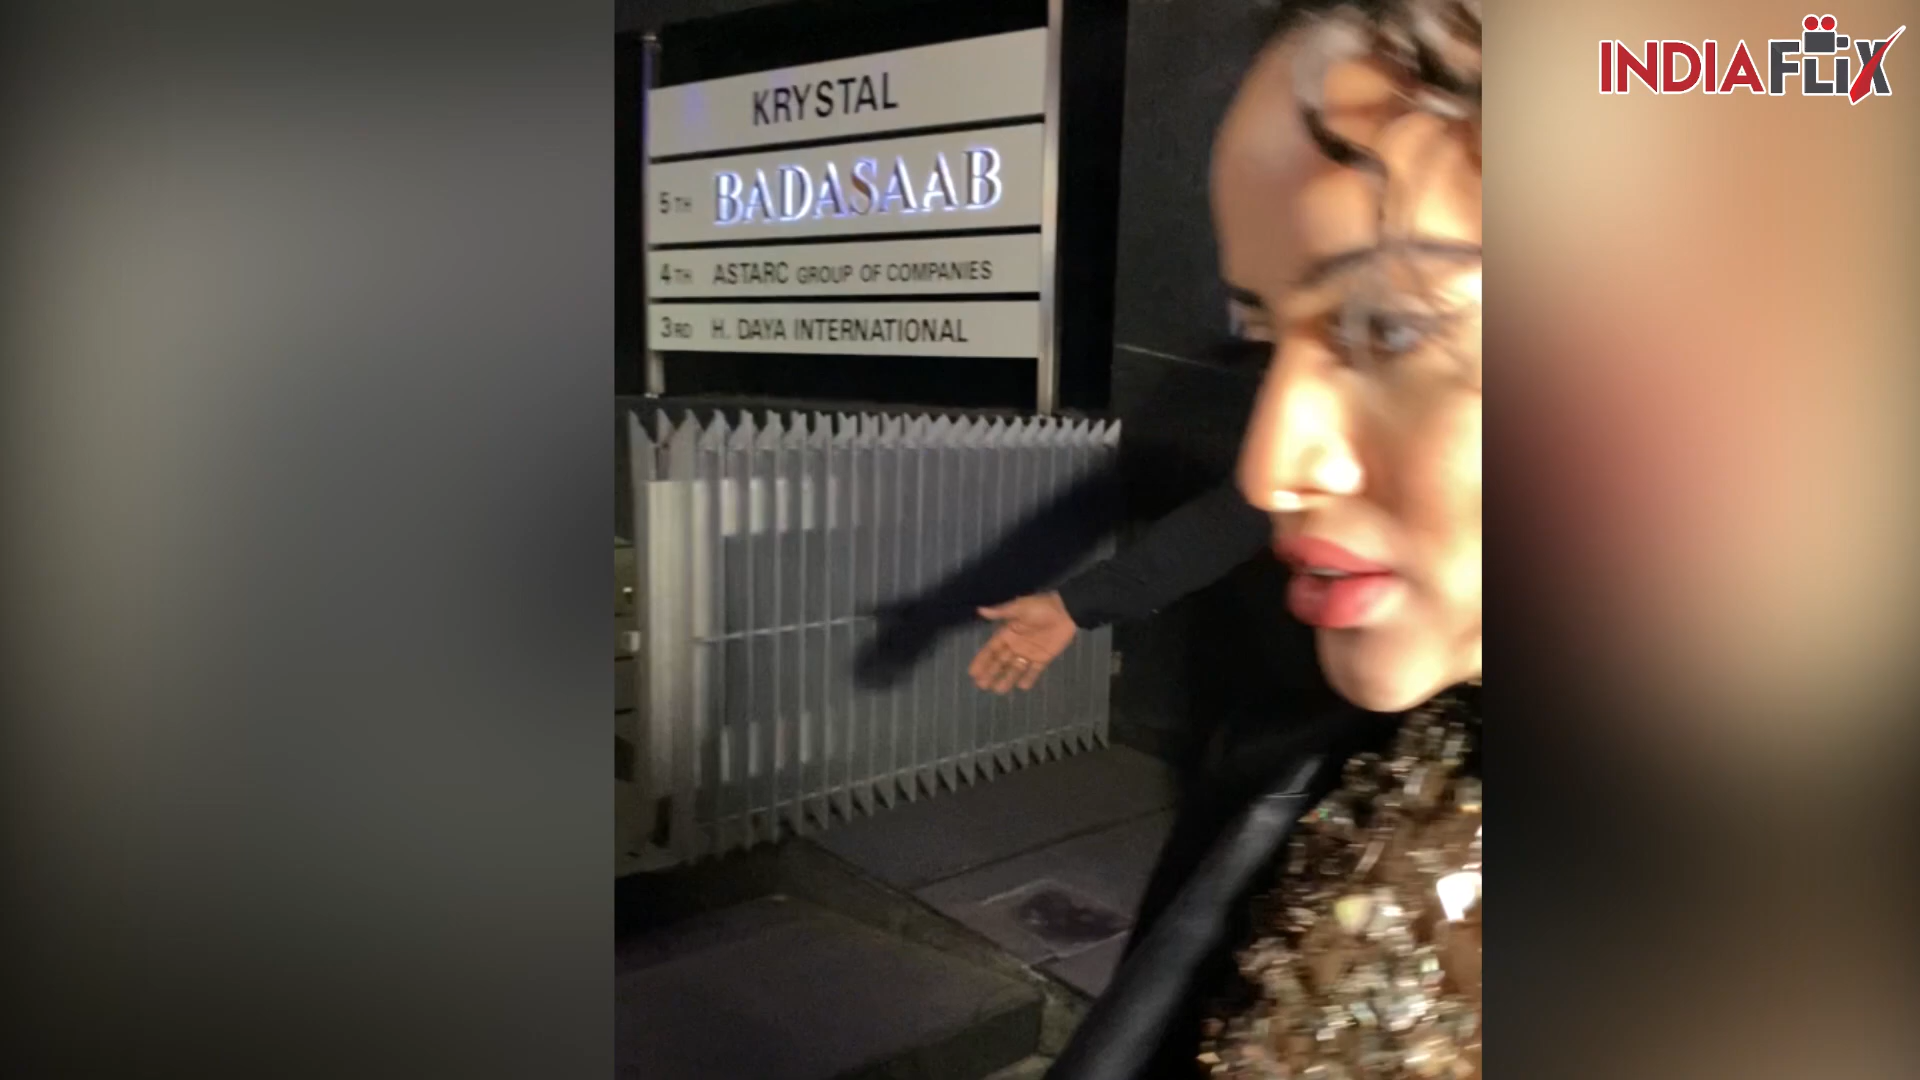 INDIAFLiX
KRYSTAL
5TH BADASAAB
4TH ASTARC GROUP OF COMPANIES
3RD H. DAYA INTERNATIONAL